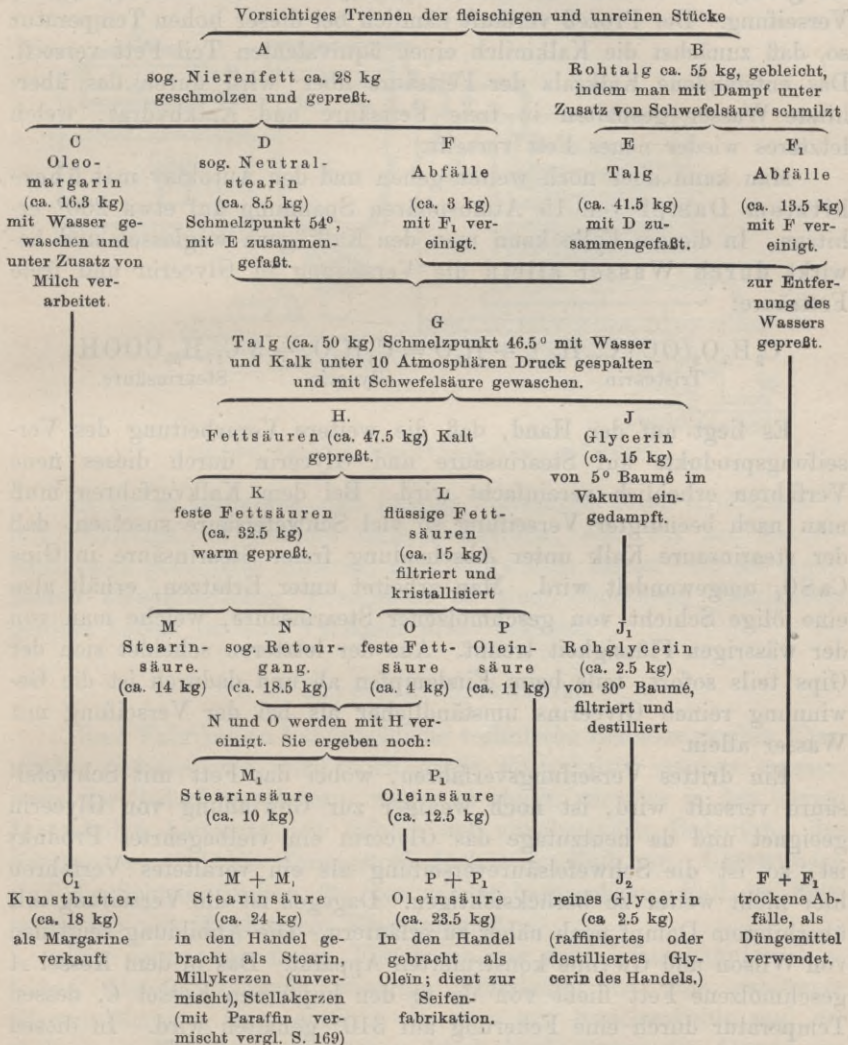 Vorsichtiges Trennen der fleischigen und unreinen Stücke
A
sog. Nierenfett ca. 28 kg
geschmolzen und gepreßt.
B
Rohtalg ca. 55 kg, gebleicht,
indem man mit Dampf unter
Zusatz von Schwefelsäure schmilzt
C
Oleo-
margarin
(ca. 16.3 kg)
mit Wasser ge-
waschen und
unter Zusatz von
Milch ver-
arbeitet.
D
sog. Neutral-
stearin
(ca. 8.5 kg)
Schmelzpunkt 54⁰,
mit E zusammen-
gefaßt.
F
Abfälle
(ca. 3 kg)
mit F₁ ver-
einigt.
E
Talg
(ca. 41.5 kg)
mit D zu-
sammengefaßt.
F₁
Abfälle
(ca. 13.5 kg)
mit F ver-
einigt.
zur Entfer-
nung des
Wassers
gepreßt.
G
Talg (ca. 50 kg) Schmelzpunkt 46.5⁰ mit Wasser
und Kalk unter 10 Atmosphären Druck gespalten
und mit Schwefelsäure gewaschen.
H.
Fettsäuren (ca. 47.5 kg) Kalt
gepreßt.
J
Glycerin
(ca. 15 kg)
von 5⁰ Baumé im
Vakuum ein-
gedampft.
K
feste Fettsäuren
(ca. 32.5 kg)
warm gepreßt.
L
flüssige Fett-
säuren
(ca. 15 kg)
filtriert und
kristallisiert
M
Stearin-
säure.
(ca. 14 kg)
N
sog. Retour-
gang.
(ca. 18.5 kg)
O
feste Fett-
säure
(ca. 4 kg)
P
Olein-
säure
(ca. 11 kg)
J₁
Rohglycerin
(ca. 2.5 kg)
von 30⁰ Baumé,
filtriert und
destilliert
N und O werden mit H ver-
einigt. Sie ergeben noch:
M₁
Stearinsäure
(ca. 10 kg)
P₁
Oleinsäure
(ca. 12.5 kg)
C₁
Kunstbutter
(ca. 18 kg)
als Margarine
verkauft
M + M₁
Stearinsäure
(ca. 24 kg)
in den Handel ge-
bracht als Stearin,
Millykerzen (unver-
mischt), Stellakerzen
(mit Paraffin ver-
mischt vergl. S. 169)
P + P₁
Oleïnsäure
(ca. 23.5 kg)
In den Handel
gebracht als
Oleïn; dient zur
Seifen-
fabrikation.
J₂
reines Glycerin
(ca 2.5 kg)
(raffiniertes oder
destilliertes Gly-
cerin des Handels.)
F + F₁
trockene Ab-
fälle, als
Düngemittel
verwendet.